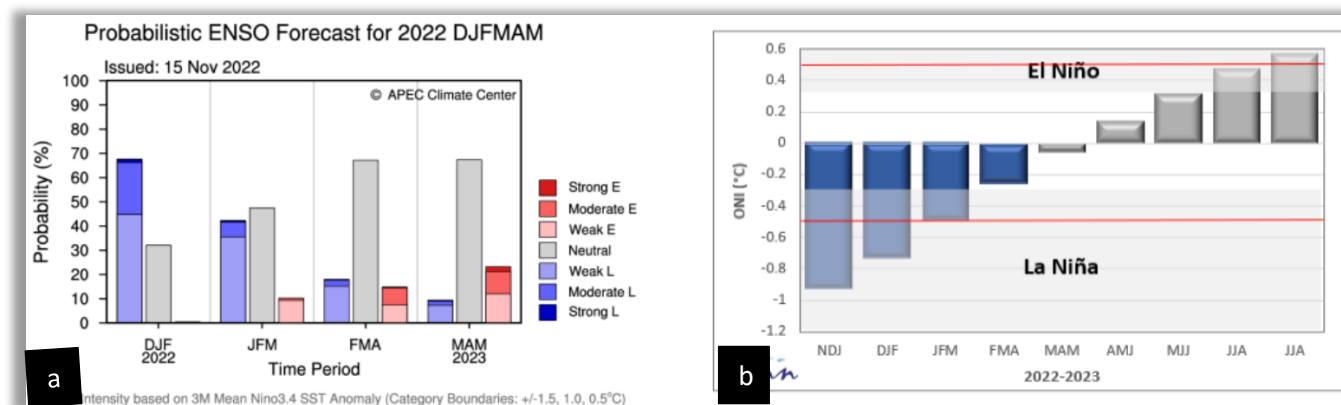 Probabilistic ENSO Forecast for 2022 DJFMAM
Issued: 15 Nov 2022
© APEC Climate Center
Probability (%)
100
90
80
70
60
50
40
30
20
10
0
DJF JFM FMA MAM
2022 2023
Time Period
Strong E
Moderate E
Weak E
Neutral
Weak L
Moderate L
Strong L
a
Intensity based on 3M Mean Nino3.4 SST Anomaly (Category Boundaries: +/-1.5, 1.0, 0.5°C)
ONI (°C)
0.6
0.4
0.2
0
-0.2
-0.4
-0.6
-0.8
-1
-1.2
El Niño
La Niña
NDJ DJF JFM FMA MAM AMJ MJJ JJA JJA
2022-2023
b